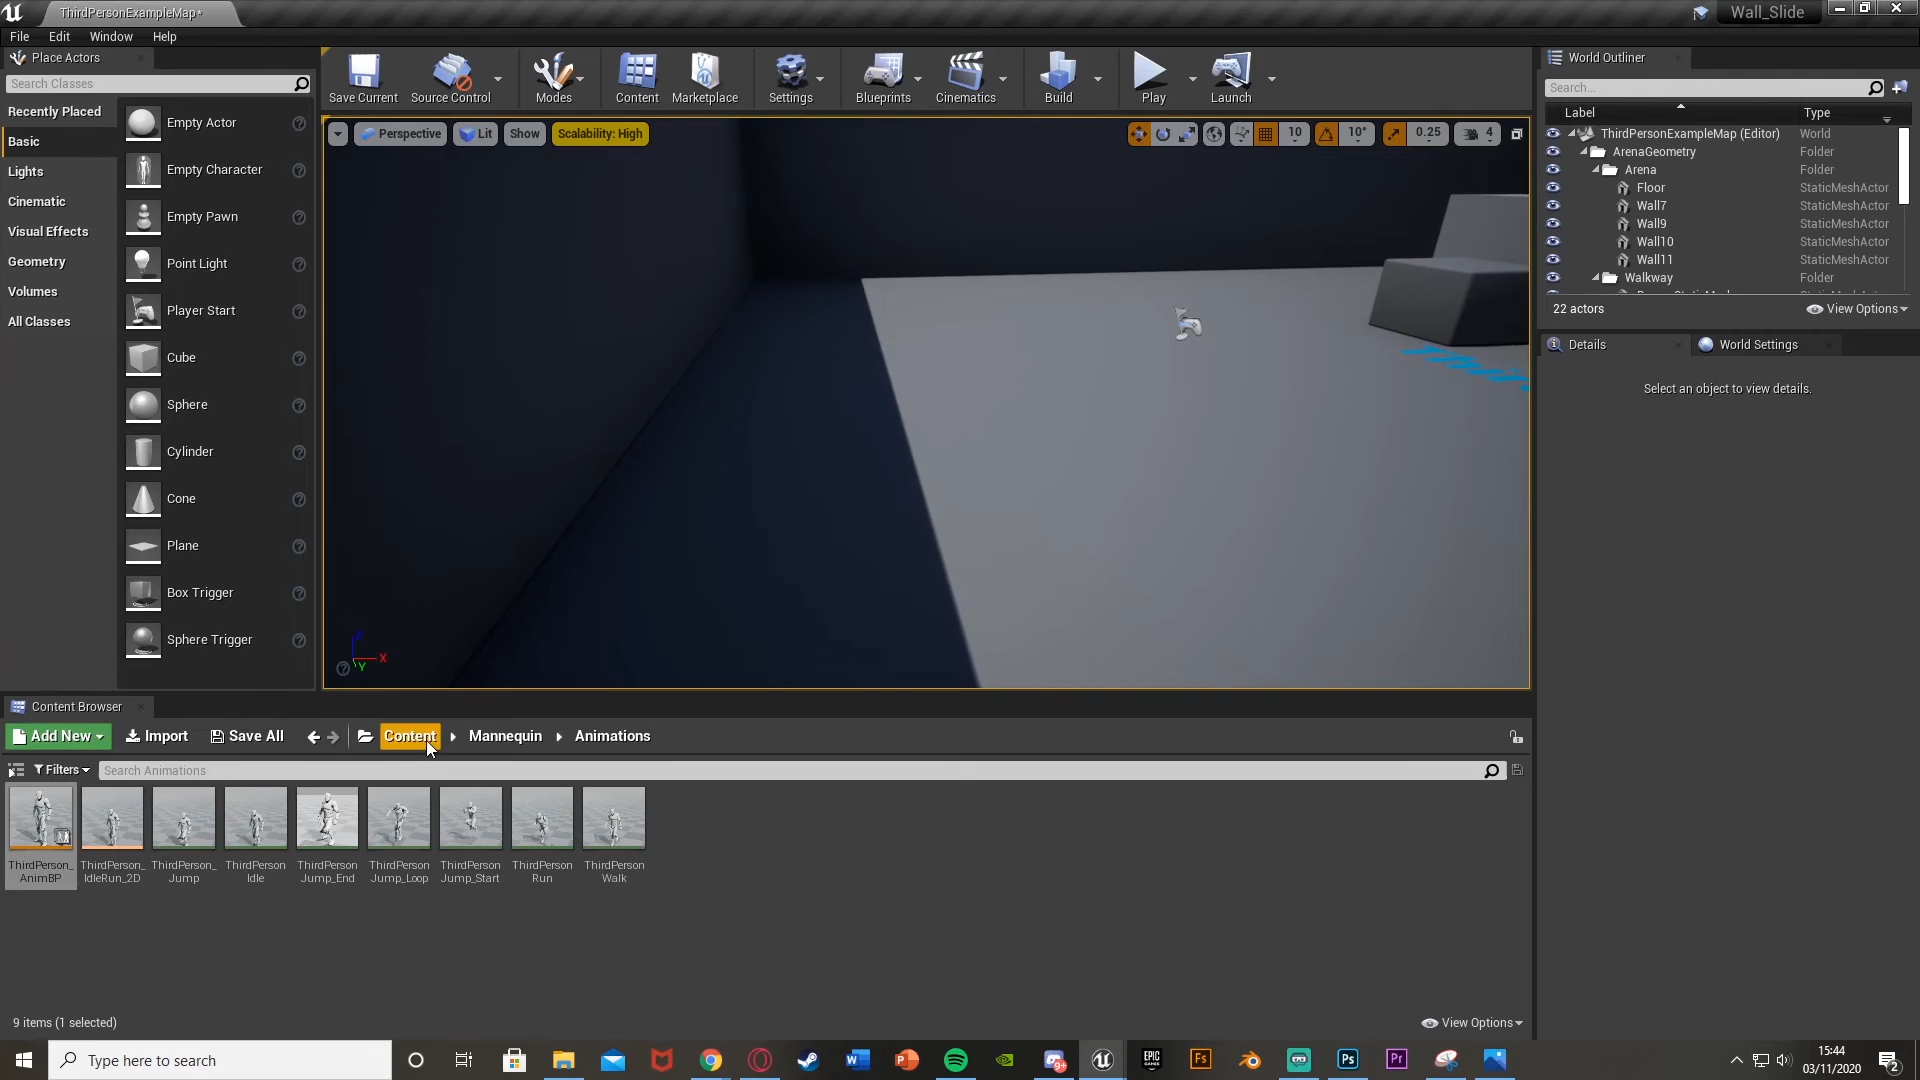 ThirdPersonExampleMap*
Wall_Slide
File Edit Window Help
Place Actors
Search Classes
Recently Placed
Basic
Lights
Cinematic
Visual Effects
Geometry
Volumes
All Classes
Empty Actor
Empty Character
Empty Pawn
Point Light
Player Start
Cube
Sphere
Cylinder
Cone
Plane
Box Trigger
Sphere Trigger
Save Current
Source Control
Modes
Content
Marketplace
Settings
Blueprints
Cinematics
Build
Play
Launch
Perspective Lit Show Scalability: High
10 10° 0.25 4
X
Y
World Outliner
Search...
Label Type
ThirdPersonExampleMap (Editor) World
ArenaGeometry Folder
Arena Folder
Floor StaticMeshActor
Wall7 StaticMeshActor
Wall9 StaticMeshActor
Wall10 StaticMeshActor
Wall11 StaticMeshActor
Walkway Folder
22 actors View Options
Details World Settings
Select an object to view details.
Content Browser
Add New Import Save All Content Mannequin Animations
Filters Search Animations
ThirdPerson_
AnimBP
ThirdPerson_
IdleRun_2D
ThirdPerson_
Jump
ThirdPerson
Idle
ThirdPerson
Jump_End
ThirdPerson
Jump_Loop
ThirdPerson
Jump_Start
ThirdPerson
Run
ThirdPerson
Walk
9 items (1 selected) View Options
Type here to search
15:44
03/11/2020
2